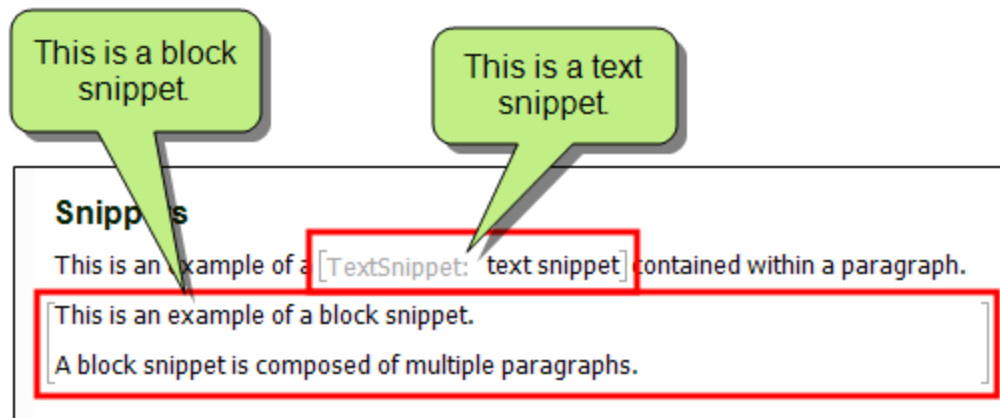 This is a block
snippet.
This is a text
snippet.
Snippets
This is an example of a [TextSnippet: text snippet] contained within a paragraph.
[This is an example of a block snippet.
A block snippet is composed of multiple paragraphs.]